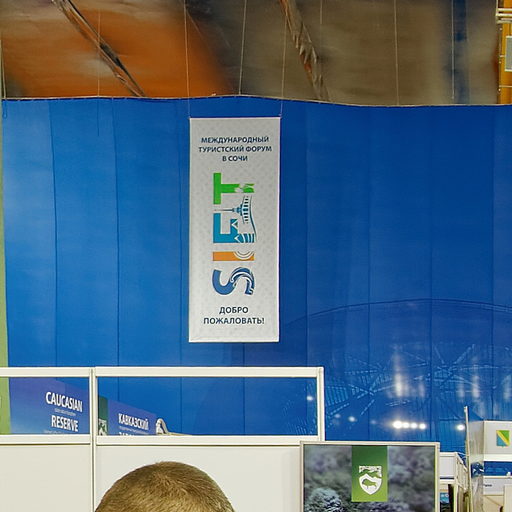 МЕЖДУНАРОДНЫЙ
ТУРИСТСКИЙ ФОРУМ
В СОЧИ
SIFT
ДОБРО
ПОЖАЛОВАТЬ!
CAUCASIAN
RESERVE
КАВКАЗСКИЙ